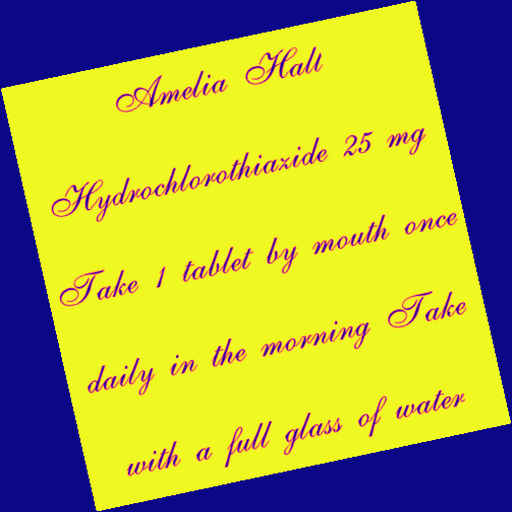 Amelia Halt
Hydrochlorothiazide 25 mg
Take 1 tablet by mouth once
daily in the morning Take
with a full glass of water